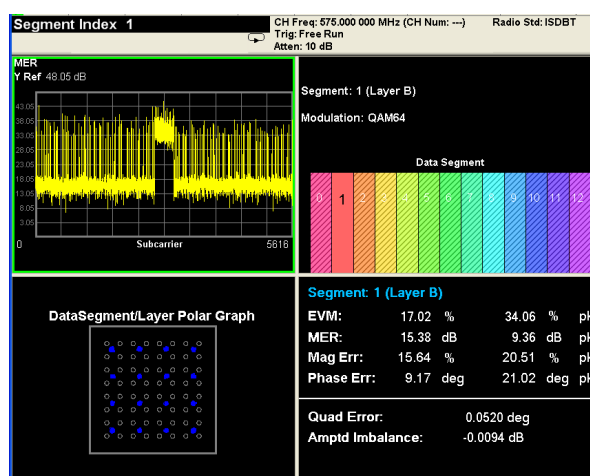 Segment Index 1
CH Freq: 575.000 000 MHz (CH Num: ---) Radio Std: ISDBT
Trig: Free Run
Atten: 10 dB
MER
Y Ref 48.05 dB
43.05
38.05
33.05
28.05
23.05
18.05
13.05
8.05
3.05
0 Subcarrier 5616
Segment: 1 (Layer B)
Modulation: QAM64
Data Segment
0 1 2 3 4 5 6 7 8 9 10 11 12
DataSegment/Layer Polar Graph
Segment: 1 (Layer B)
EVM: 17.02 % 34.06 % pk
MER: 15.38 dB 9.36 dB pk
Mag Err: 15.64 % 20.51 % pk
Phase Err: 9.17 deg 21.02 deg pk
Quad Error: 0.0520 deg
Amptd Imbalance: -0.0094 dB